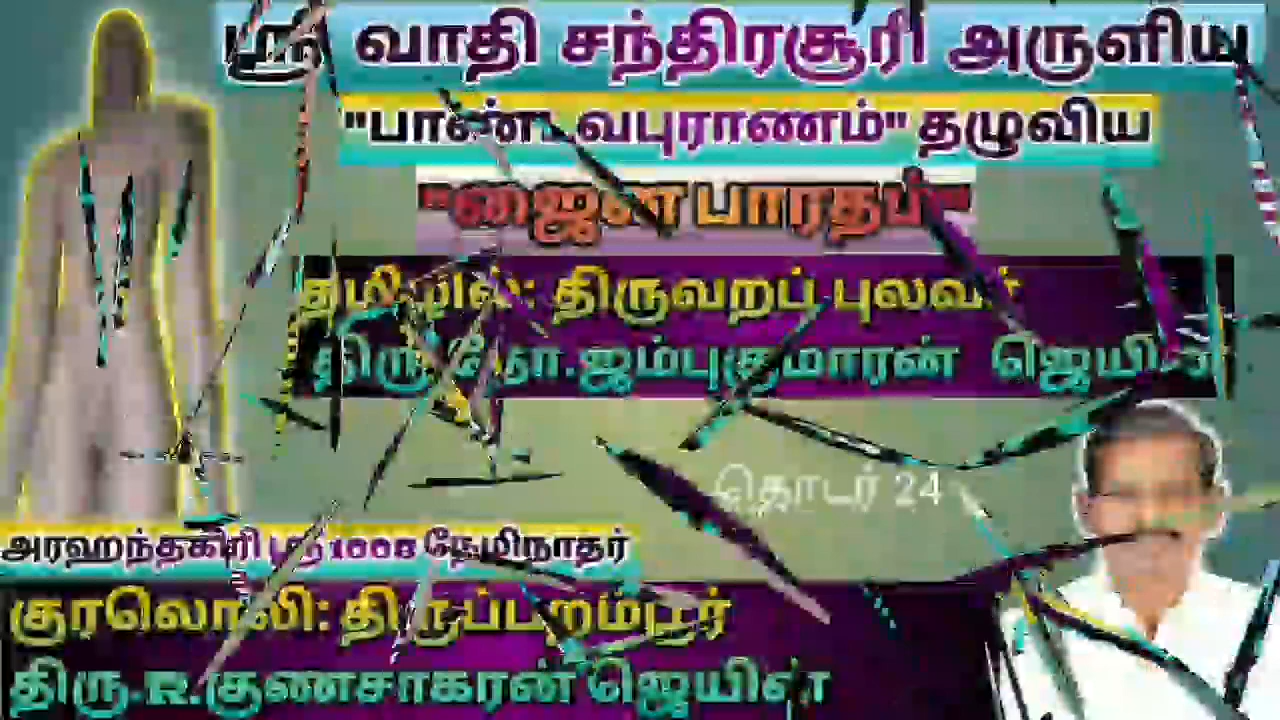 ஸ்ரீ வாதி சந்திரசூரி அருளிய
"பாண்டவபுராணம்" தழுவிய
"ஜைன பாரதம்"
தமிழில்: திருவறப் புலவர்
திரு தோ.ஜம்புகுமாரன் ஜெயின்
தொடர் 24
அரஹந்தகிரி ஸ்ரீ 1008 நேமிநாதர்
குரலொலி: திருப்பறம்பூர்
திரு.R.குணசாகரன் ஜெயின்